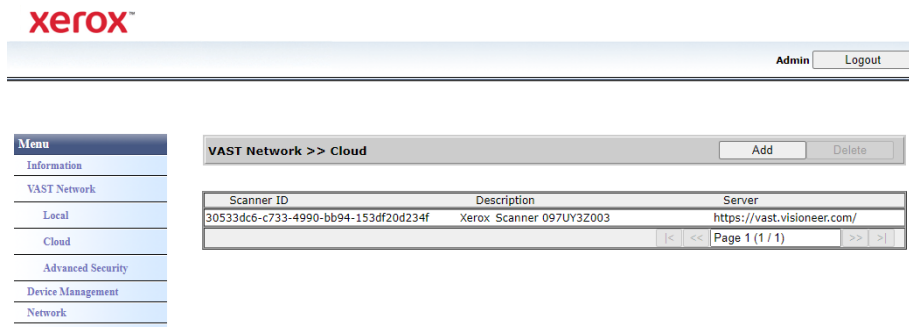 xerox™
Admin Logout
Menu
Information
VAST Network
Local
Cloud
Advanced Security
Device Management
Network
VAST Network >> Cloud Add Delete
Scanner ID Description Server
30533dc6-c733-4990-bb94-153df20d234f Xerox Scanner 097UY3Z003 https://vast.visioneer.com/
|< << Page 1 (1 / 1) >> >|